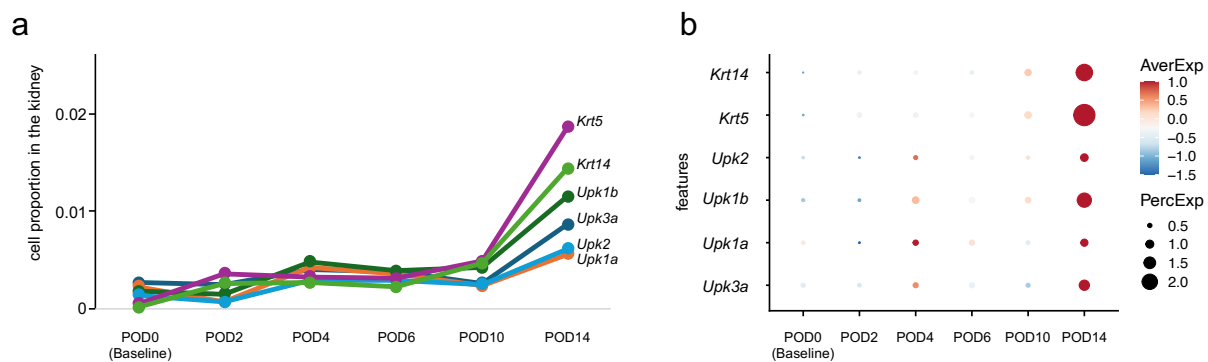 a
cell proportion in the kidney
0.02
0.01
0
Krt5
Krt14
Upk1b
Upk3a
Upk2
Upk1a
POD0 POD2 POD4 POD6 POD10 POD14
(Baseline)
b
features
Krt14
Krt5
Upk2
Upk1b
Upk1a
Upk3a
POD0 POD2 POD4 POD6 POD10 POD14
(Baseline)
AverExp
1.0
0.5
0.0
−0.5
−1.0
−1.5
PercExp
0.5
1.0
1.5
2.0